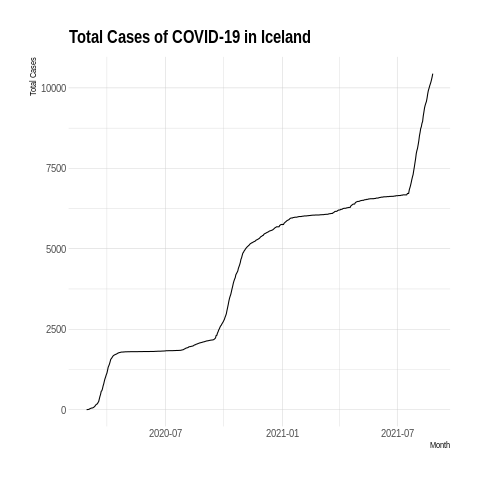 Total Cases of COVID-19 in Iceland
Total Cases
10000
7500
5000
2500
0
2020-07 2021-01 2021-07
Month